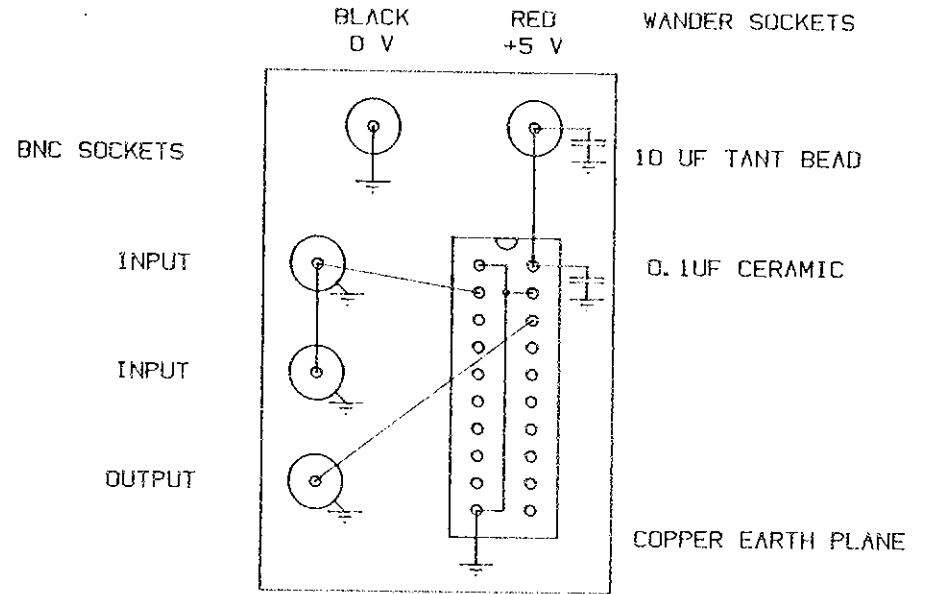 BLACK
0 V
RED
+5 V
WANDER SOCKETS
BNC SOCKETS
10 UF TANT BEAD
INPUT
0.1UF CERAMIC
INPUT
OUTPUT
COPPER EARTH PLANE